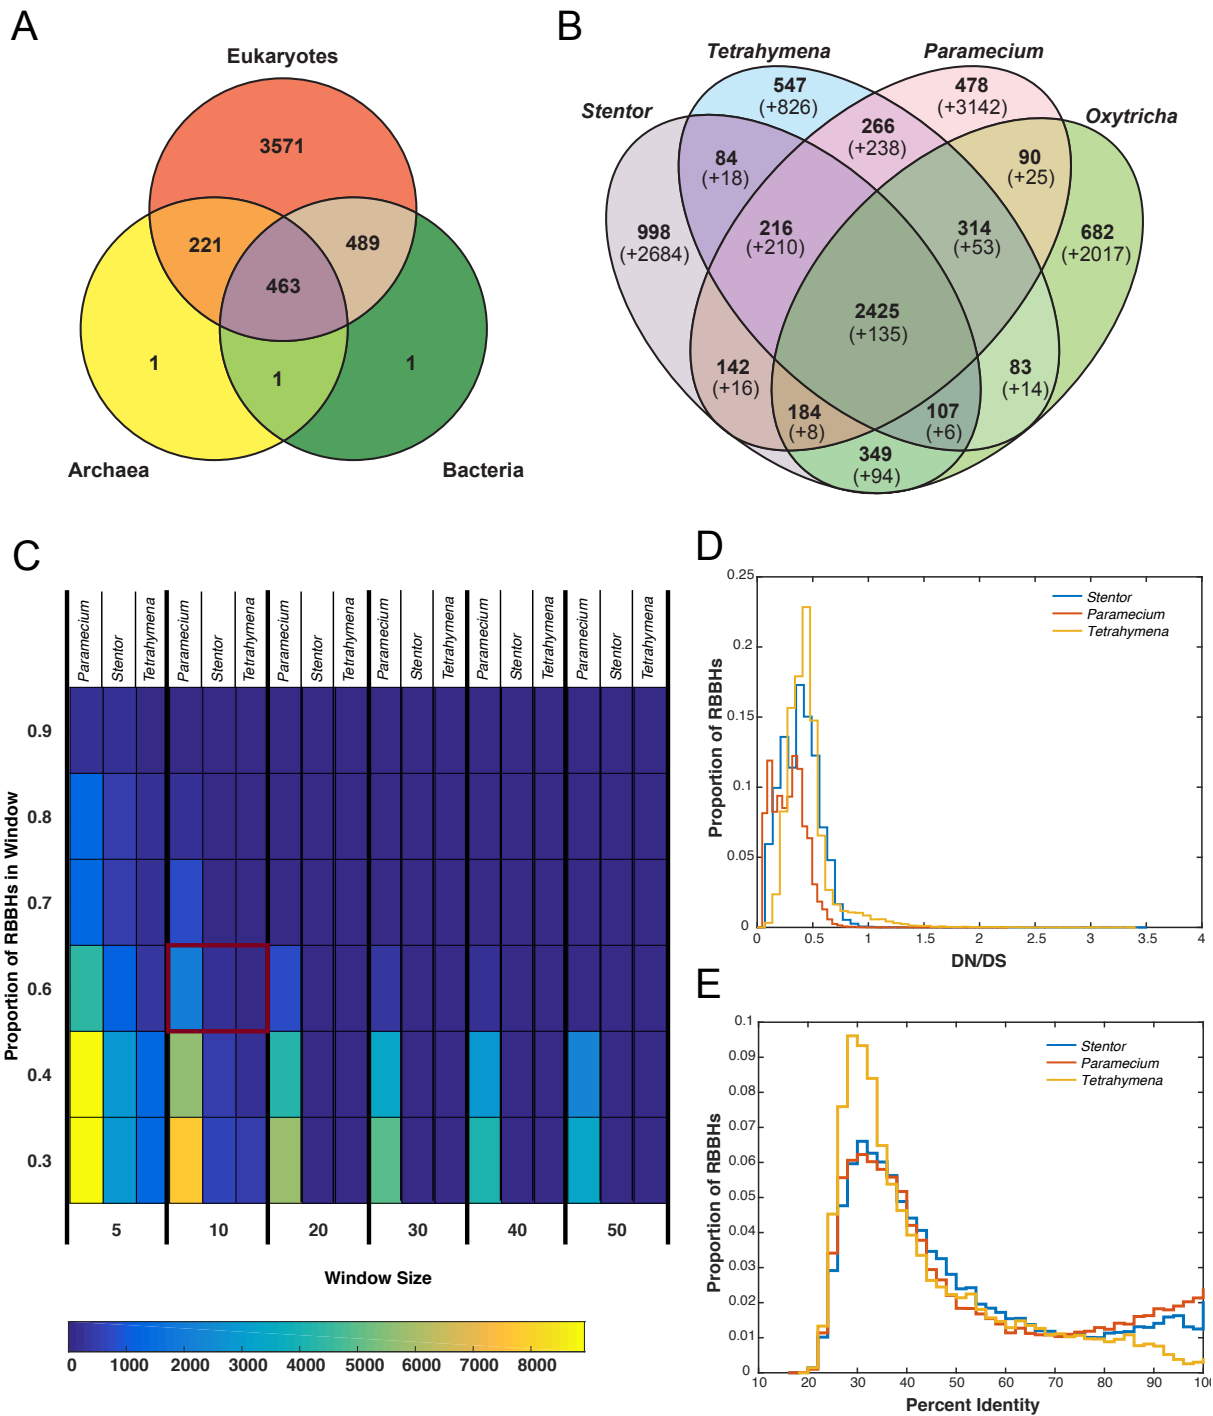 A
Eukaryotes
3571
221
489
463
1
1
1
Archaea
Bacteria
B
Tetrahymena
Paramecium
Stentor
Oxytricha
547
(+826)
478
(+3142)
266
(+238)
84
(+18)
90
(+25)
998
(+2684)
216
(+210)
314
(+53)
682
(+2017)
2425
(+135)
142
(+16)
83
(+14)
184
(+8)
107
(+6)
349
(+94)
C
Paramecium
Stentor
Tetrahymena
Paramecium
Stentor
Tetrahymena
Paramecium
Stentor
Tetrahymena
Paramecium
Stentor
Tetrahymena
Paramecium
Stentor
Tetrahymena
Paramecium
Stentor
Tetrahymena
Proportion of RBBHs in Window
0.9
0.8
0.7
0.6
0.4
0.3
5 10 20 30 40 50
Window Size
0 1000 2000 3000 4000 5000 6000 7000 8000
D
Proportion of RBBHs
0.25
0.2
0.15
0.1
0.05
0
Stentor
Paramecium
Tetrahymena
0 0.5 1 1.5 2 2.5 3 3.5 4
DN/DS
E
Proportion of RBBHs
0.1
0.09
0.08
0.07
0.06
0.05
0.04
0.03
0.02
0.01
0
Stentor
Paramecium
Tetrahymena
10 20 30 40 50 60 70 80 90 100
Percent Identity